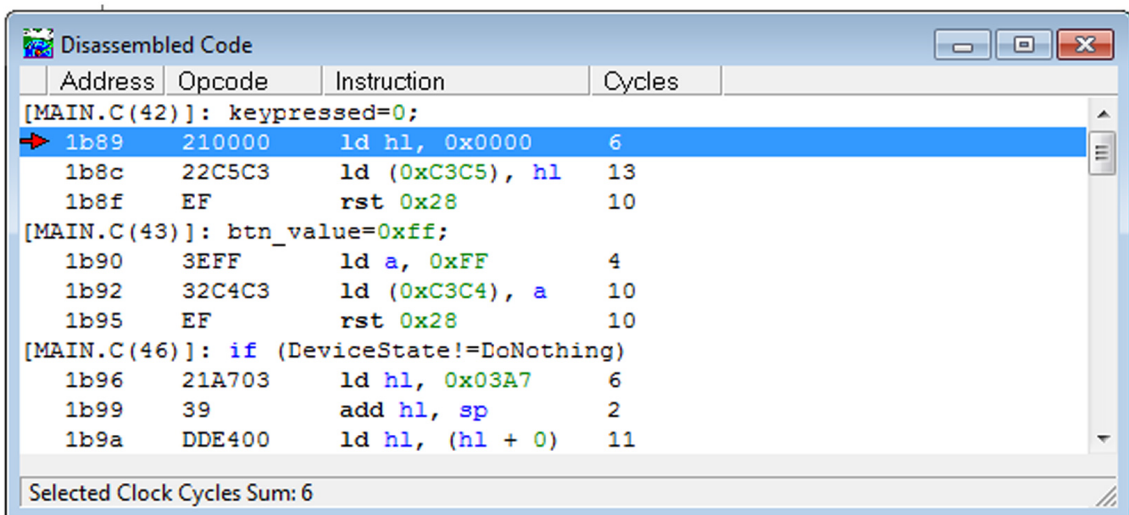 Disassembled Code
Address Opcode Instruction Cycles
[MAIN.C(42)]: keypressed=0;
1b89 210000 ld hl, 0x0000 6
1b8c 22C5C3 ld (0xC3C5), hl 13
1b8f EF rst 0x28 10
[MAIN.C(43)]: btn_value=0xff;
1b90 3EFF ld a, 0xFF 4
1b92 32C4C3 ld (0xC3C4), a 10
1b95 EF rst 0x28 10
[MAIN.C(46)]: if (DeviceState!=DoNothing)
1b96 21A703 ld hl, 0x03A7 6
1b99 39 add hl, sp 2
1b9a DDE400 ld hl, (hl + 0) 11
Selected Clock Cycles Sum: 6